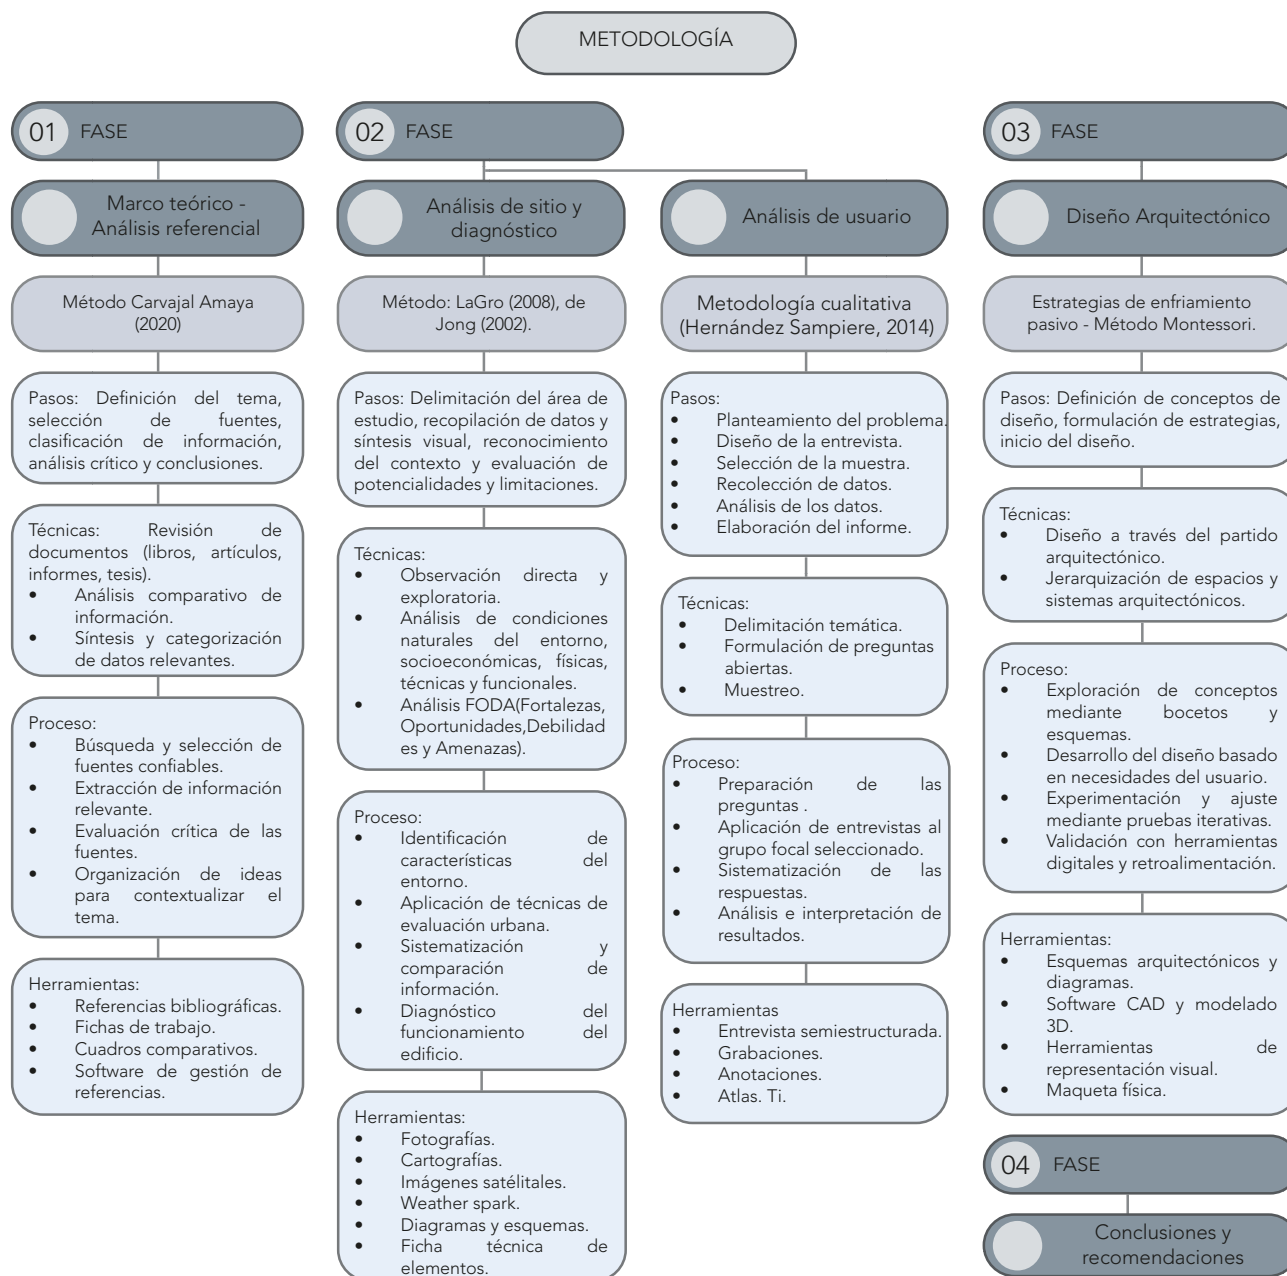 METODOLOGÍA
01 FASE
Marco teórico -
Análisis referencial
Método Carvajal Amaya
(2020)
Pasos: Definición del tema,
selección de fuentes,
clasificación de información,
análisis crítico y conclusiones.
Técnicas: Revisión de
documentos (libros, artículos,
informes, tesis).
• Análisis comparativo de
información.
• Síntesis y categorización
de datos relevantes.
Proceso:
• Búsqueda y selección de
fuentes confiables.
• Extracción de información
relevante.
• Evaluación crítica de las
fuentes.
• Organización de ideas
para contextualizar el
tema.
Herramientas:
• Referencias bibliográficas.
• Fichas de trabajo.
• Cuadros comparativos.
• Software de gestión de
referencias.
02 FASE
Análisis de sitio y
diagnóstico
Método: LaGro (2008), de
Jong (2002).
Pasos: Delimitación del área de
estudio, recopilación de datos y
síntesis visual, reconocimiento
del contexto y evaluación de
potencialidades y limitaciones.
Técnicas:
• Observación directa y
exploratoria.
• Análisis de condiciones
naturales del entorno,
socioeconómicas, físicas,
técnicas y funcionales.
• Análisis FODA(Fortalezas,
Oportunidades,Debilidad
es y Amenazas).
Proceso:
• Identificación de
características del
entorno.
• Aplicación de técnicas de
evaluación urbana.
• Sistematización y
comparación de
información.
• Diagnóstico del
funcionamiento del
edificio.
Herramientas:
• Fotografías.
• Cartografías.
• Imágenes satélitales.
• Weather spark.
• Diagramas y esquemas.
• Ficha técnica de
elementos.
Análisis de usuario
Metodología cualitativa
(Hernández Sampiere, 2014)
Pasos:
• Planteamiento del problema.
• Diseño de la entrevista.
• Selección de la muestra.
• Recolección de datos.
• Análisis de los datos.
• Elaboración del informe.
Técnicas:
• Delimitación temática.
• Formulación de preguntas
abiertas.
• Muestreo.
Proceso:
• Preparación de las
preguntas .
• Aplicación de entrevistas al
grupo focal seleccionado.
• Sistematización de las
respuestas.
• Análisis e interpretación de
resultados.
Herramientas
• Entrevista semiestructurada.
• Grabaciones.
• Anotaciones.
• Atlas. Ti.
03 FASE
Diseño Arquitectónico
Estrategias de enfriamiento
pasivo - Método Montessori.
Pasos: Definición de conceptos de
diseño, formulación de estrategias,
inicio del diseño.
Técnicas:
• Diseño a través del partido
arquitectónico.
• Jerarquización de espacios y
sistemas arquitectónicos.
Proceso:
• Exploración de conceptos
mediante bocetos y
esquemas.
• Desarrollo del diseño basado
en necesidades del usuario.
• Experimentación y ajuste
mediante pruebas iterativas.
• Validación con herramientas
digitales y retroalimentación.
Herramientas:
• Esquemas arquitectónicos y
diagramas.
• Software CAD y modelado
3D.
• Herramientas de
representación visual.
• Maqueta física.
04 FASE
Conclusiones y
recomendaciones